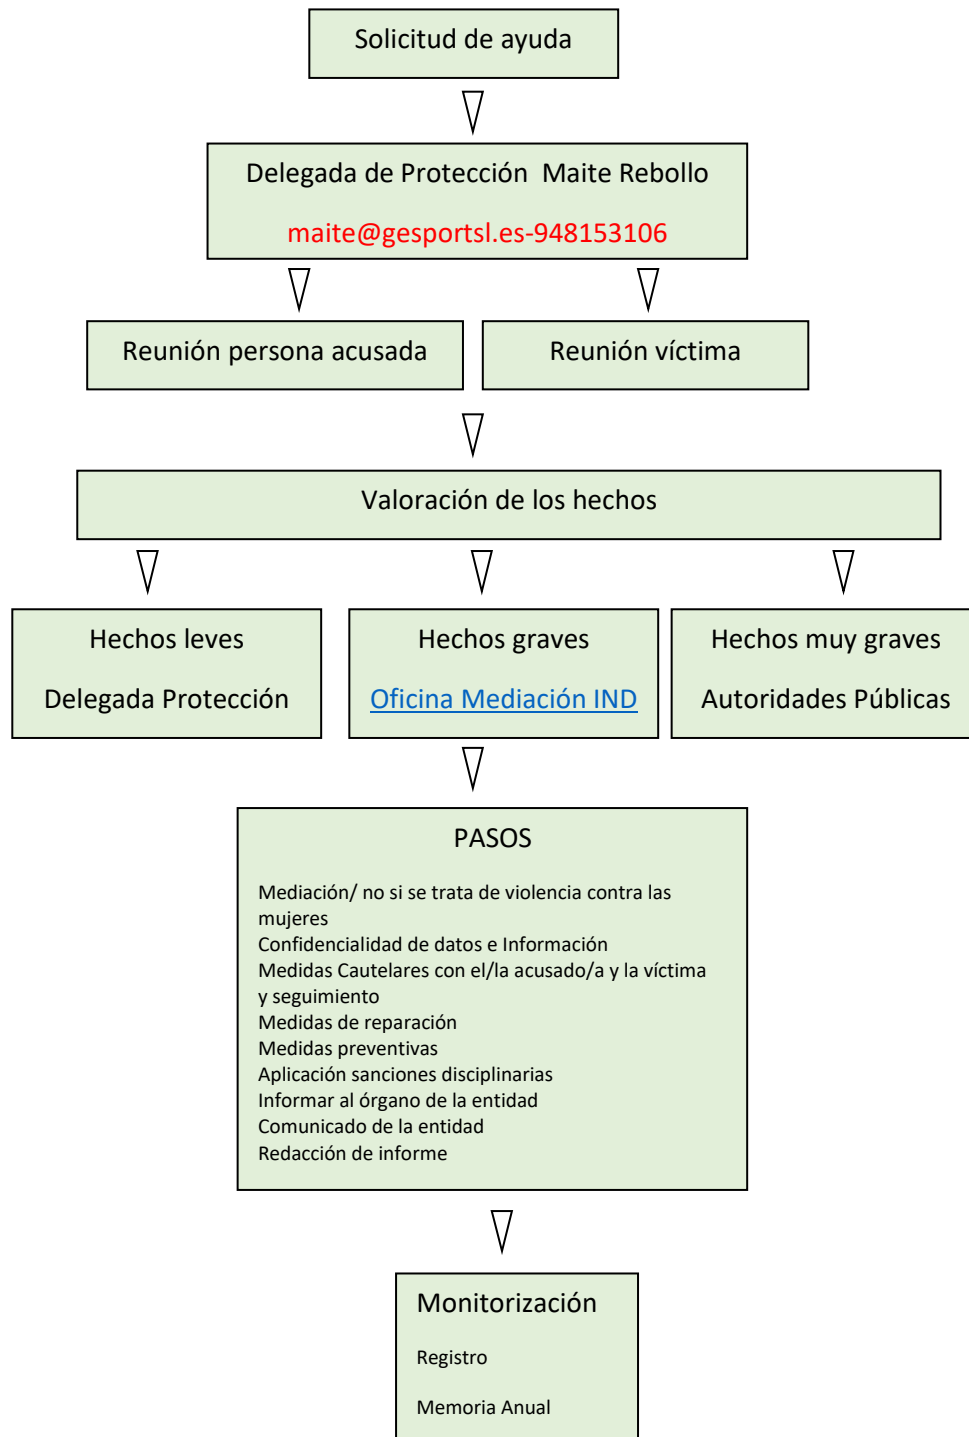 Solicitud de ayuda
Delegada de Protección  Maite Rebollo
maite@gesportsl.es-948153106
Reunión persona acusada
Reunión víctima
Valoración de los hechos
Hechos leves
Delegada Protección
Hechos graves
Oficina Mediación IND
Hechos muy graves
Autoridades Públicas
PASOS
Mediación/ no si se trata de violencia contra las
mujeres
Confidencialidad de datos e Información
Medidas Cautelares con el/la acusado/a y la víctima
y seguimiento
Medidas de reparación
Medidas preventivas
Aplicación sanciones disciplinarias
Informar al órgano de la entidad
Comunicado de la entidad
Redacción de informe
Monitorización
Registro
Memoria Anual